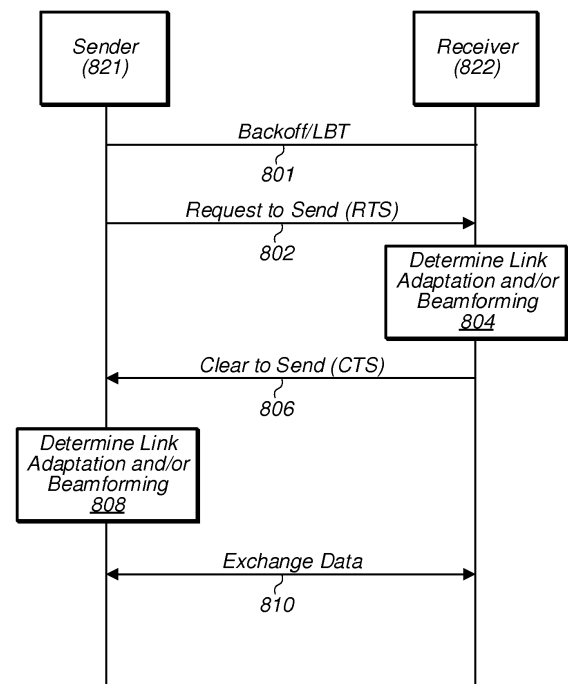 Sender
(821)
Receiver
(822)
Backoff/LBT
801
Request to Send (RTS)
802
Determine Link
Adaptation and/or
Beamforming
804
Clear to Send (CTS)
806
Determine Link
Adaptation and/or
Beamforming
808
Exchange Data
810